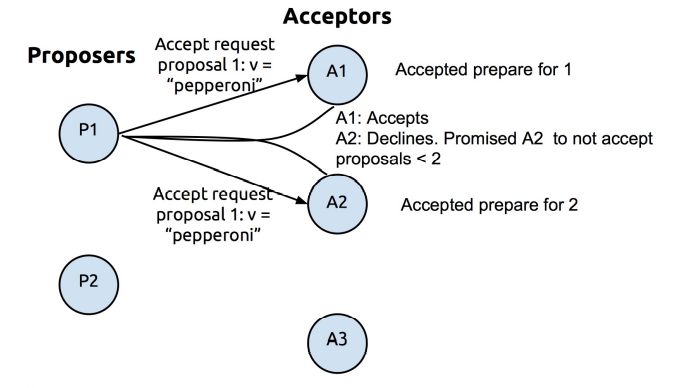 Acceptors
Proposers
Accept request
proposal 1: v =
“pepperoni”
A1
Accepted prepare for 1
P1
A1: Accepts
A2: Declines. Promised A2 to not accept
proposals < 2
Accept request
proposal 1: v =
“pepperoni”
A2
Accepted prepare for 2
P2
A3